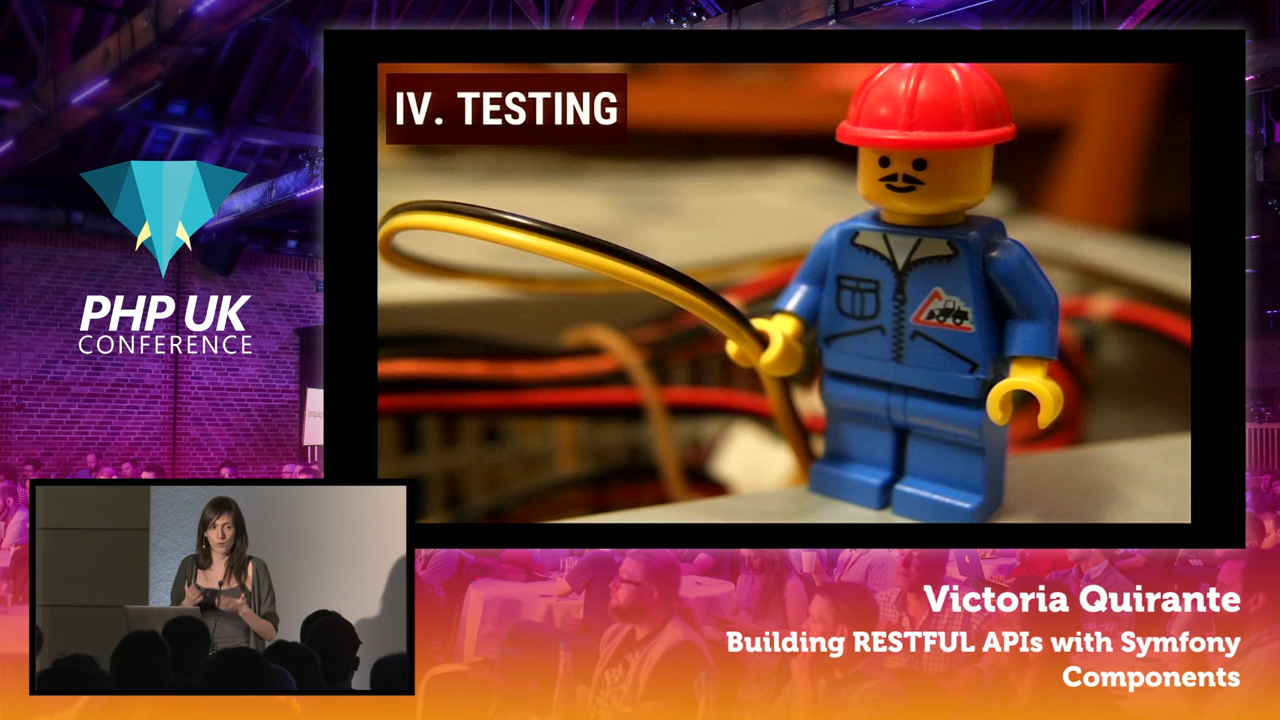 IV. TESTING
PHP UK
CONFERENCE
Victoria Quirante
Building RESTFUL APIs with Symfony
Components